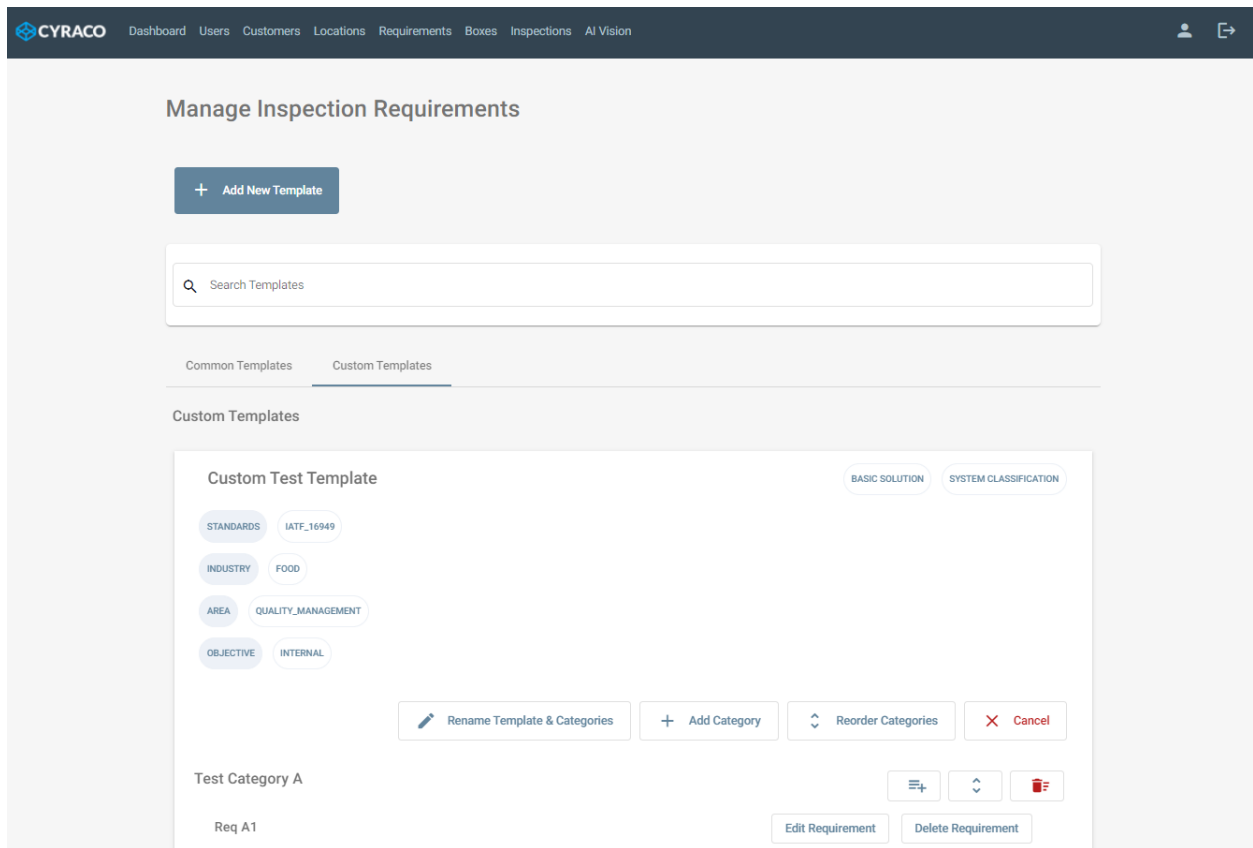 CYRACO Dashboard Users Customers Locations Requirements Boxes Inspections AI Vision
Manage Inspection Requirements
Add New Template
Search Templates
Common Templates Custom Templates
Custom Templates
Custom Test Template BASIC SOLUTION SYSTEM CLASSIFICATION
STANDARDS IATF_16949
INDUSTRY FOOD
AREA QUALITY_MANAGEMENT
OBJECTIVE INTERNAL
Rename Template & Categories Add Category Reorder Categories Cancel
Test Category A
Req A1 Edit Requirement Delete Requirement